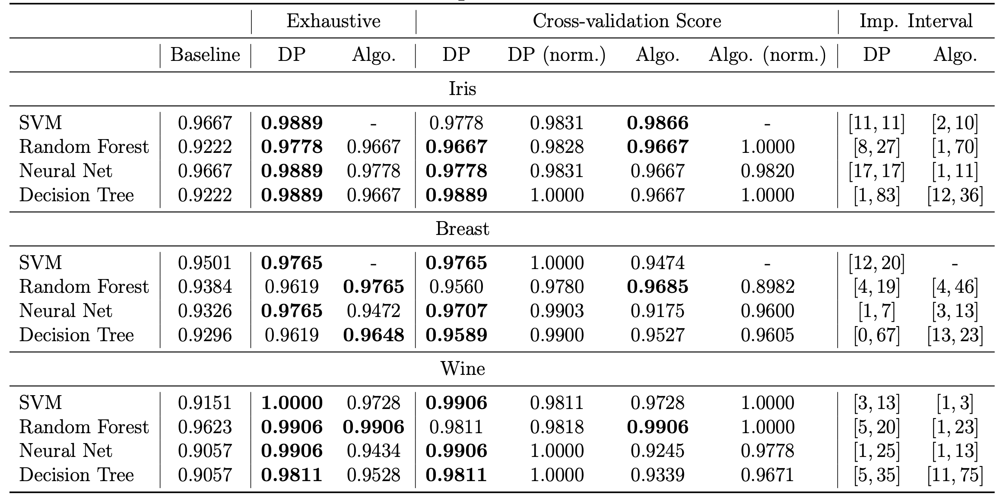 Exhaustive Cross-validation Score Imp. Interval
Baseline DP Algo. DP DP (norm.) Algo. Algo. (norm.) DP Algo.
Iris
SVM 0.9667 0.9889 - 0.9778 0.9831 0.9866 - [11, 11] [2, 10]
Random Forest 0.9222 0.9778 0.9667 0.9667 0.9828 0.9667 1.0000 [8, 27] [1, 70]
Neural Net 0.9667 0.9889 0.9778 0.9778 0.9831 0.9667 0.9820 [17, 17] [1, 11]
Decision Tree 0.9222 0.9889 0.9667 0.9889 1.0000 0.9667 1.0000 [1, 83] [12, 36]
Breast
SVM 0.9501 0.9765 - 0.9765 1.0000 0.9474 - [12, 20] -
Random Forest 0.9384 0.9619 0.9765 0.9560 0.9780 0.9685 0.8982 [4, 19] [4, 46]
Neural Net 0.9326 0.9765 0.9472 0.9707 0.9903 0.9175 0.9600 [1, 7] [3, 13]
Decision Tree 0.9296 0.9619 0.9648 0.9589 0.9900 0.9527 0.9605 [0, 67] [13, 23]
Wine
SVM 0.9151 1.0000 0.9728 0.9906 0.9811 0.9728 1.0000 [3, 13] [1, 3]
Random Forest 0.9623 0.9906 0.9906 0.9811 0.9818 0.9906 1.0000 [5, 20] [1, 23]
Neural Net 0.9057 0.9906 0.9434 0.9906 1.0000 0.9245 0.9778 [1, 25] [1, 13]
Decision Tree 0.9057 0.9811 0.9528 0.9811 1.0000 0.9339 0.9671 [5, 35] [11, 75]